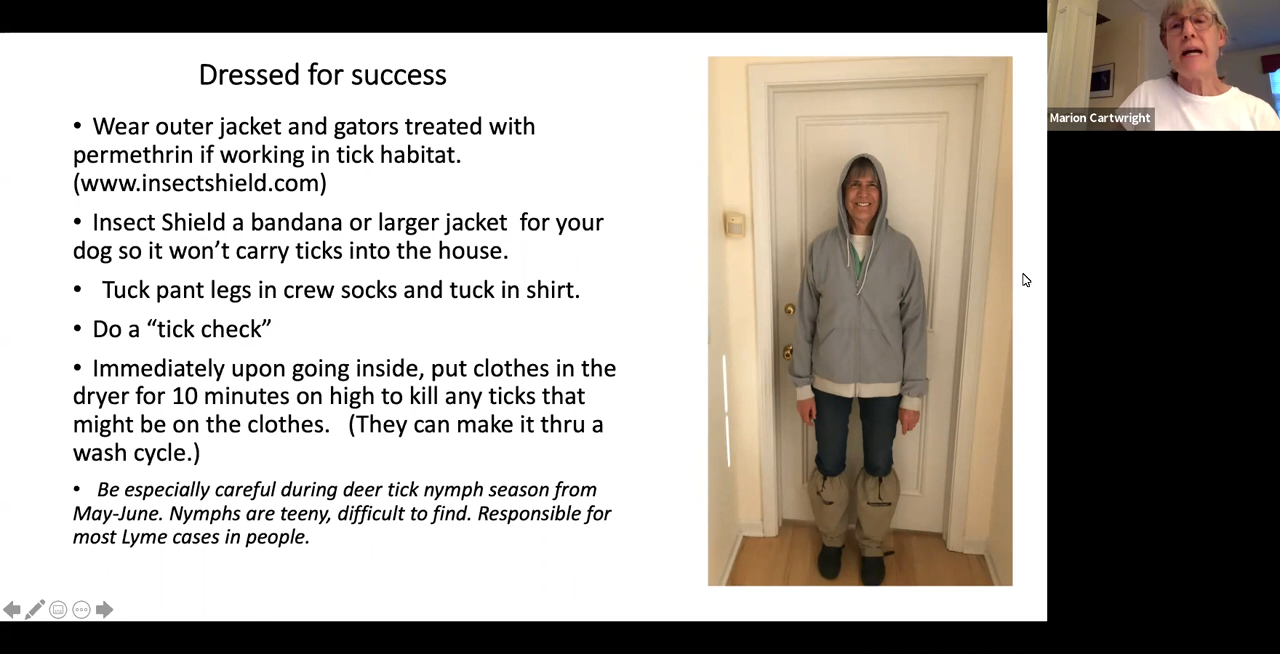 Dressed for success
• Wear outer jacket and gators treated with
permethrin if working in tick habitat.
(www.insectshield.com)
• Insect Shield a bandana or larger jacket for your
dog so it won’t carry ticks into the house.
• Tuck pant legs in crew socks and tuck in shirt.
• Do a “tick check”
• Immediately upon going inside, put clothes in the
dryer for 10 minutes on high to kill any ticks that
might be on the clothes. (They can make it thru a
wash cycle.)
• Be especially careful during deer tick nymph season from
May-June. Nymphs are teeny, difficult to find. Responsible for
most Lyme cases in people.
Marion Cartwright